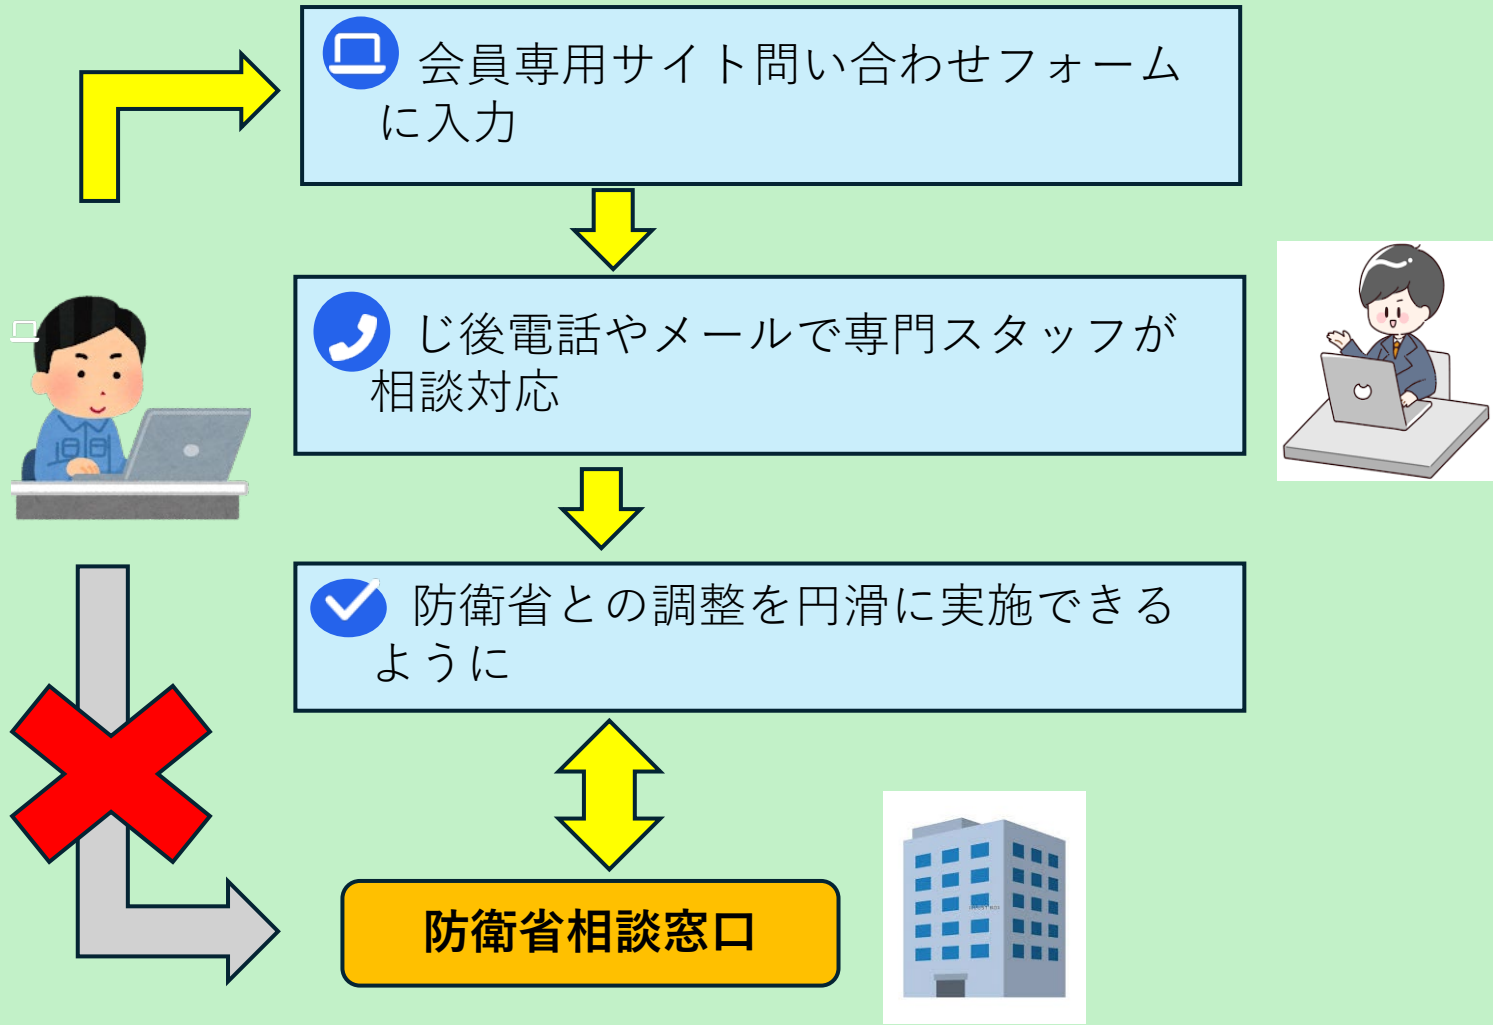 会員専用サイト問い合わせフォーム
に入力
じ後電話やメールで専門スタッフが
相談対応
防衛省との調整を円滑に実施できる
ように
防衛省相談窓口